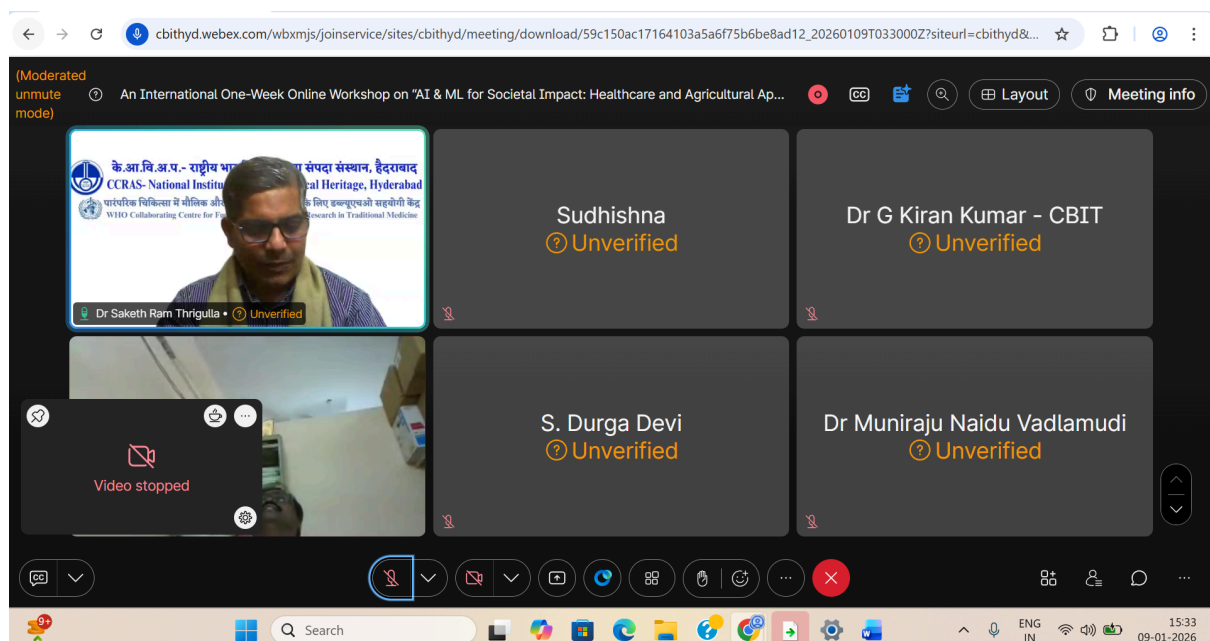 cbithyd.webex.com/wbxmjs/joinservice/sites/cbithyd/meeting/download/59c150ac17164103a5a6f75b6be8ad12_20260109T033000Z?siteurl=cbithyd&...
(Moderated
unmute
mode)
An International One-Week Online Workshop on “AI & ML for Societal Impact: Healthcare and Agricultural Ap...
CC
Layout
Meeting info
के.आ.वि.अ.प.- राष्ट्रीय संपदा संस्थान, हैदराबाद
CCRAS- National Heritage, Hyderabad
पारंपरिक चिकित्सा में मौलिक के लिए डब्ल्यूएचओ सहयोगी केंद्र
WHO Collaborating Centre for Research in Traditional Medicine
Dr Saketh Ram Thrigulla • Unverified
Sudhishna
Unverified
Dr G Kiran Kumar - CBIT
Unverified
Video stopped
S. Durga Devi
Unverified
Dr Muniraju Naidu Vadlamudi
Unverified
CC
9+
Search
ENG
IN
15:33
09-01-2026